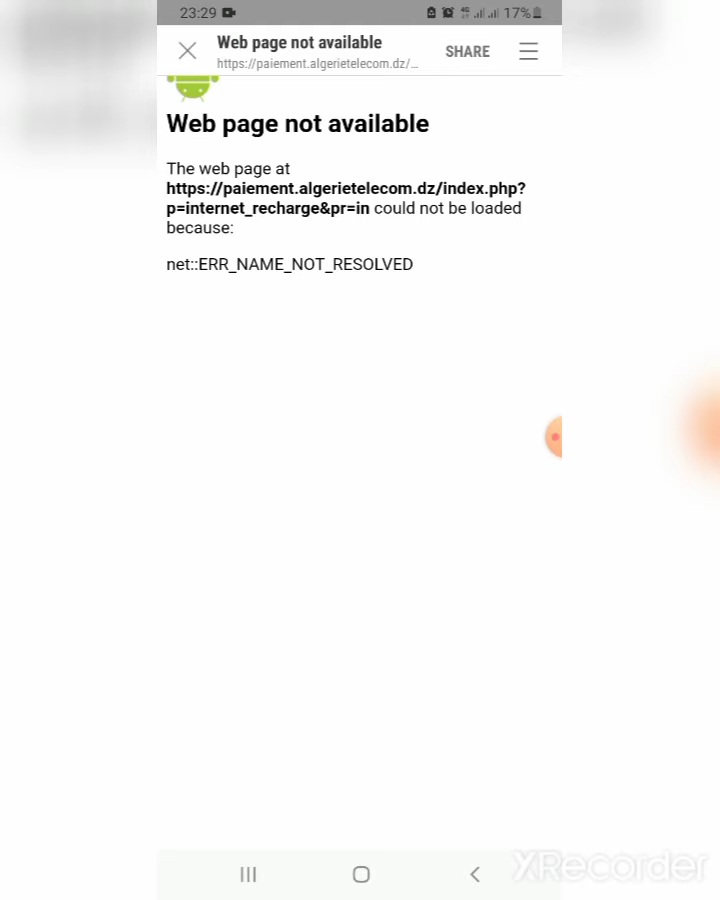 23:29 4G 17%
Web page not available
https://paiement.algerietelecom.dz/...
SHARE
Web page not available
The web page at
https://paiement.algerietelecom.dz/index.php?
p=internet_recharge&pr=in could not be loaded
because:
net::ERR_NAME_NOT_RESOLVED
XRecorder